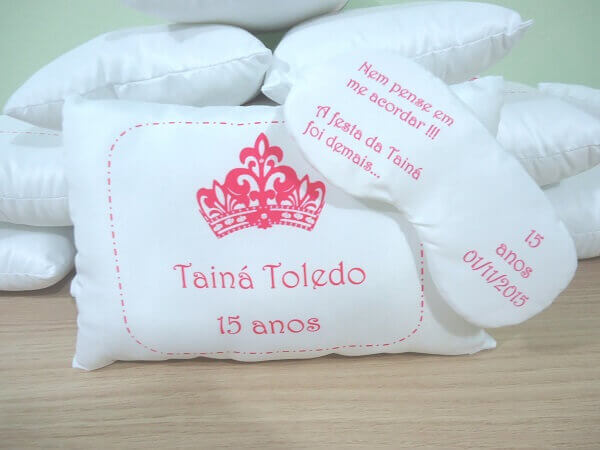 Tainá Toledo
15 anos
Nem pense em
me acordar !!!
A festa da Tainá
foi demais...
15
anos
01/11/2015